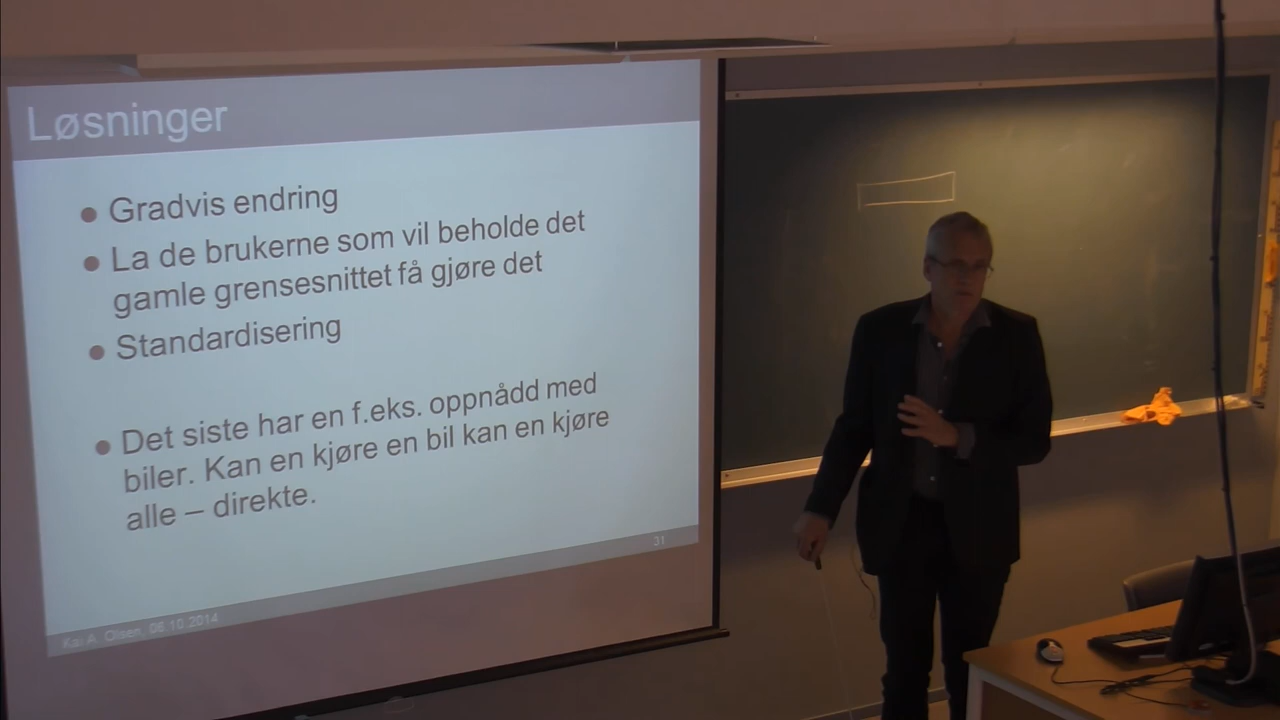 Løsninger
Gradvis endring
La de brukerne som vil beholde det
gamle grensesnittet få gjøre det
Standardisering
Det siste har en f.eks. oppnådd med
biler. Kan en kjøre en bil kan en kjøre
alle – direkte.
31
Kai A. Olsen, 06.10.2014